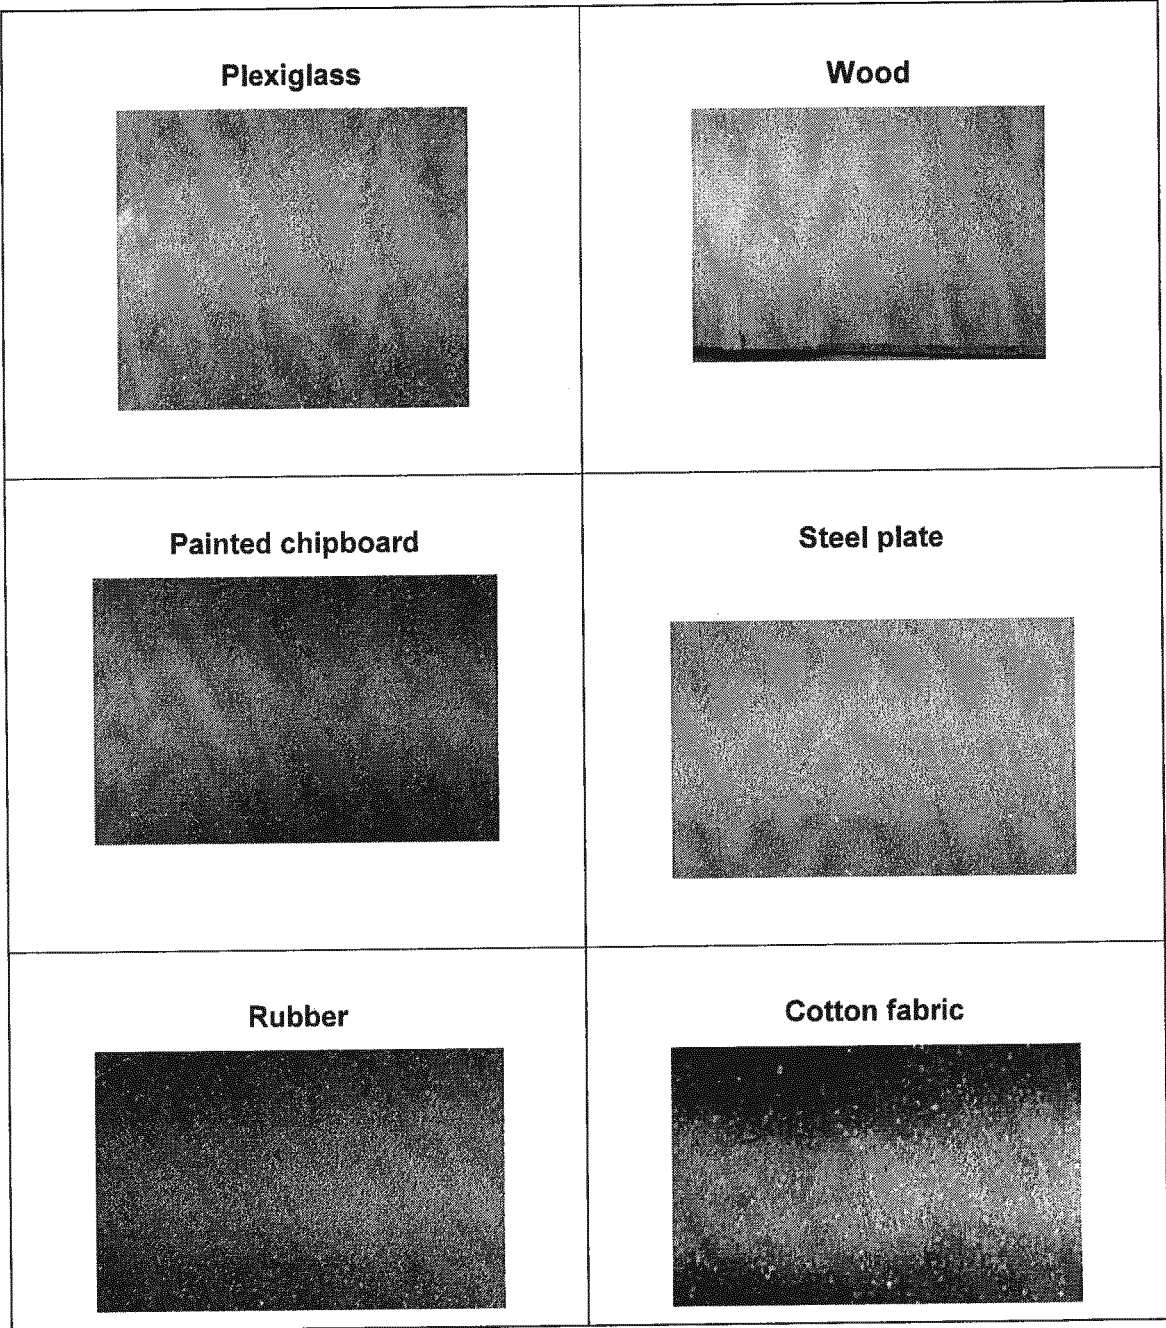 Plexiglass
Wood
Painted chipboard
Steel plate
Rubber
Cotton fabric